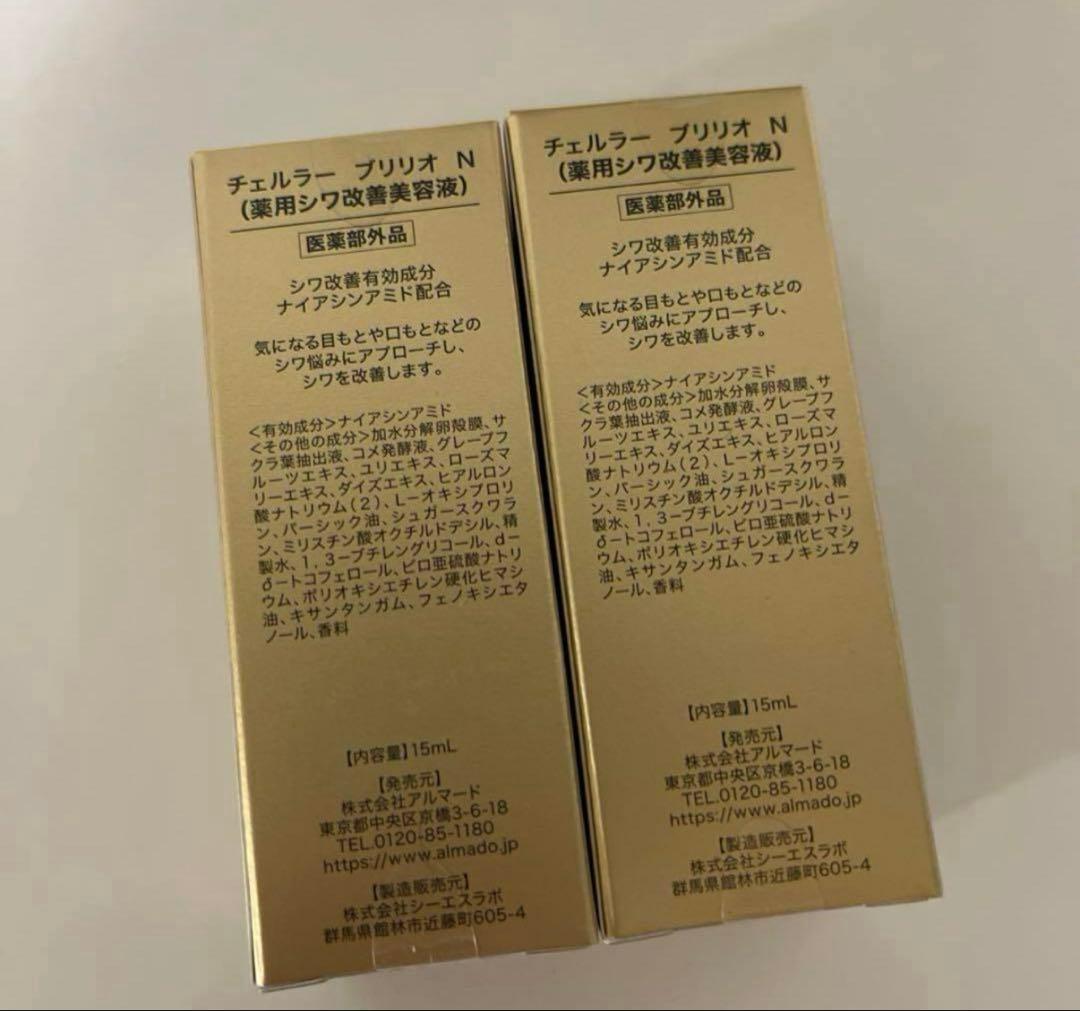 チェルラー ブリリオ N
(薬用シワ改善美容液)
医薬部外品
シワ改善有効成分
ナイアシンアミド配合
気になる目もとや口もとなどの
シワ悩みにアプローチし、
シワを改善します。
<有効成分>ナイアシンアミド
<その他の成分>加水分解卵殻膜、サ
クラ葉抽出液、コメ発酵液、グレープフ
ルーツエキス、ユリエキス、ローズマ
リーエキス、ダイズエキス、ヒアルロン
酸ナトリウム(2)、L-オキシプロリ
ン、パーシック油、シュガースクワラ
ン、ミリスチン酸オクチルドデシル、精
製水、1,3-ブチレングリコール、d-
δ-トコフェロール、ピロ亜硫酸ナトリ
ウム、ポリオキシエチレン硬化ヒマシ
油、キサンタンガム、フェノキシエタ
ノール、香料
【内容量】15mL
【発売元】
株式会社アルマード
東京都中央区京橋3-6-18
TEL.0120-85-1180
https://www.almado.jp
【製造販売元】
株式会社シーエスラボ
群馬県館林市近藤町605-4
チェルラー ブリリオ N
(薬用シワ改善美容液)
医薬部外品
シワ改善有効成分
ナイアシンアミド配合
気になる目もとや口もとなどの
シワ悩みにアプローチし、
シワを改善します。
<有効成分>ナイアシンアミド
<その他の成分>加水分解卵殻膜、サ
クラ葉抽出液、コメ発酵液、グレープフ
ルーツエキス、ユリエキス、ローズマ
リーエキス、ダイズエキス、ヒアルロン
酸ナトリウム(2)、L-オキシプロリ
ン、パーシック油、シュガースクワラ
ン、ミリスチン酸オクチルドデシル、精
製水、1,3-ブチレングリコール、d-
δ-トコフェロール、ピロ亜硫酸ナトリ
ウム、ポリオキシエチレン硬化ヒマシ
油、キサンタンガム、フェノキシエタ
ノール、香料
【内容量】15mL
【発売元】
株式会社アルマード
東京都中央区京橋3-6-18
TEL.0120-85-1180
https://www.almado.jp
【製造販売元】
株式会社シーエスラボ
群馬県館林市近藤町605-4